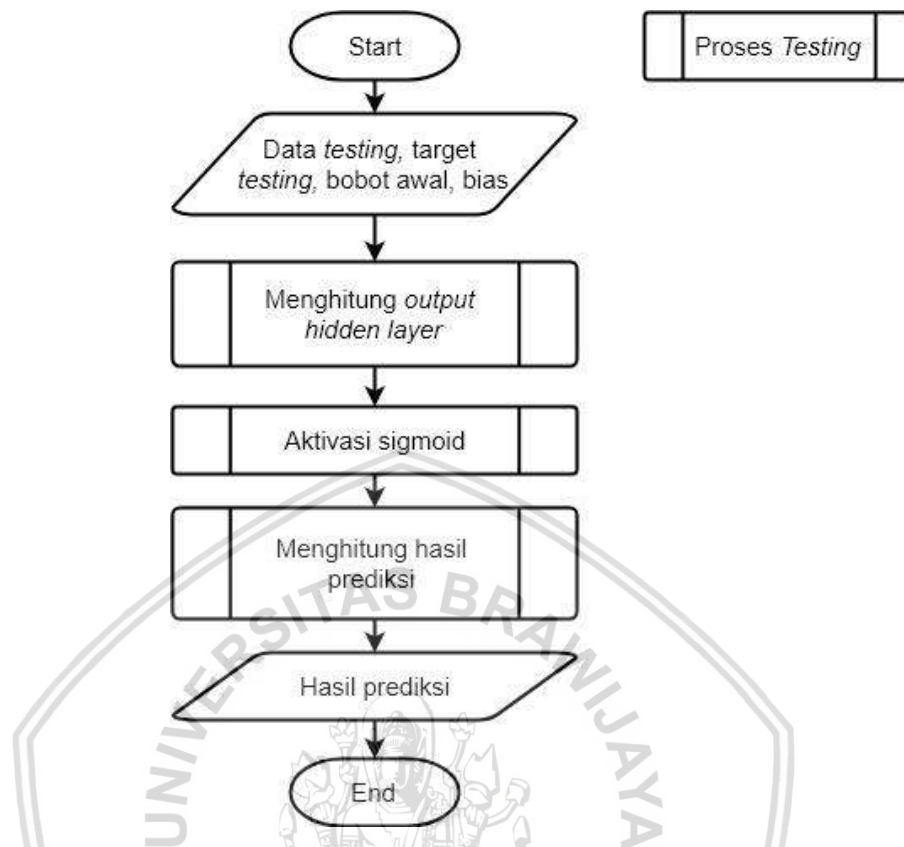 Start
Proses Testing
Data testing, target
testing, bobot awal, bias
Menghitung output
hidden layer
Aktivasi sigmoid
Menghitung hasil
prediksi
Hasil prediksi
End
UNIVERSITAS BRAWIJAYA